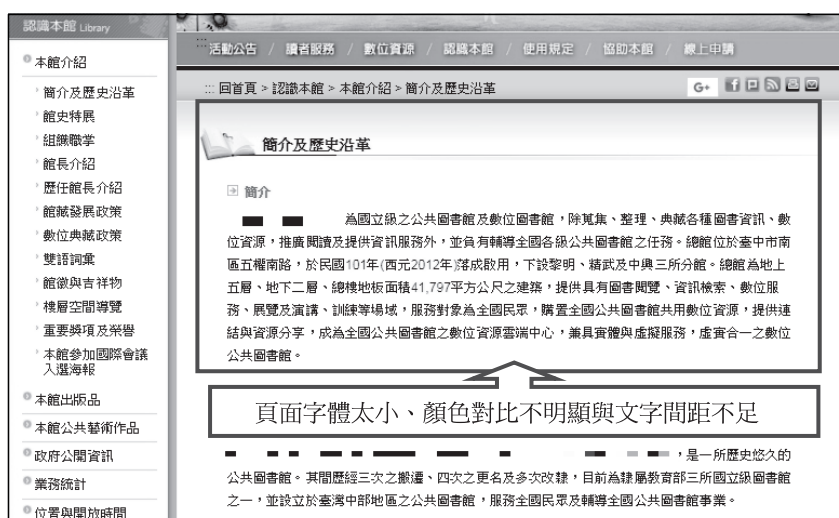 認識本館 Library
本館介紹
簡介及歷史沿革
館史特展
組織職掌
館長介紹
歷任館長介紹
館藏發展政策
數位典藏政策
雙語詞彙
館徽與吉祥物
樓層空間導覽
重要獎項及榮譽
本館參加國際會議
入選海報
本館出版品
本館公共藝術作品
政府公開資訊
業務統計
位置與開放時間
::: 活動公告 / 讀者服務 / 數位資源 / 認識本館 / 使用規定 / 協助本館 / 線上申請
::: 回首頁 > 認識本館 > 本館介紹 > 簡介及歷史沿革
G+
簡介及歷史沿革
簡介
為國立級之公共圖書館及數位圖書館，除蒐集、整理、典藏各種圖書資訊、數
位資源，推廣閱讀及提供資訊服務外，並負有輔導全國各級公共圖書館之任務。總館位於臺中市南
區五權南路，於民國101年(西元2012年)落成啟用，下設黎明、精武及中興三所分館。總館為地上
五層、地下二層、總樓地板面積41,797平方公尺之建築，提供具有圖書閱覽、資訊檢索、數位服
務、展覽及演講、訓練等場域，服務對象為全國民眾，購置全國公共圖書館共用數位資源，提供連
結與資源分享，成為全國公共圖書館之數位資源雲端中心，兼具實體與虛擬服務，虛實合一之數位
公共圖書館。
頁面字體太小、顏色對比不明顯與文字間距不足
，是一所歷史悠久的
公共圖書館。其間歷經三次之搬遷、四次之更名及多次改隸，目前為隸屬教育部三所國立級圖書館
之一，並設立於臺灣中部地區之公共圖書館，服務全國民眾及輔導全國公共圖書館事業。